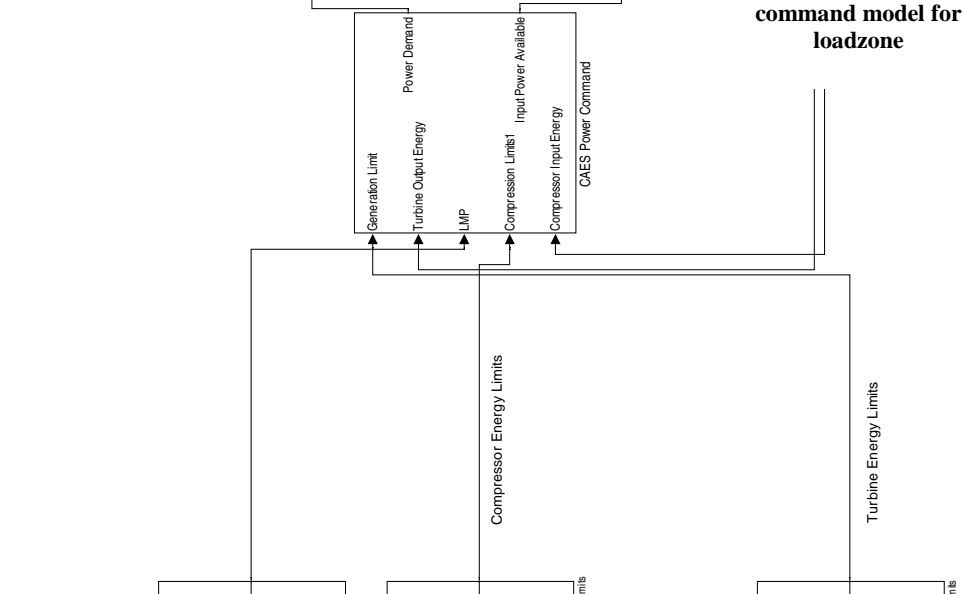 command model for
loadzone
Power Demand
Input Power Available
Generation Limit
Turbine Output Energy
LMP
Compression Limits1
Compressor Input Energy
CAES Power Command
Compressor Energy Limits
Turbine Energy Limits